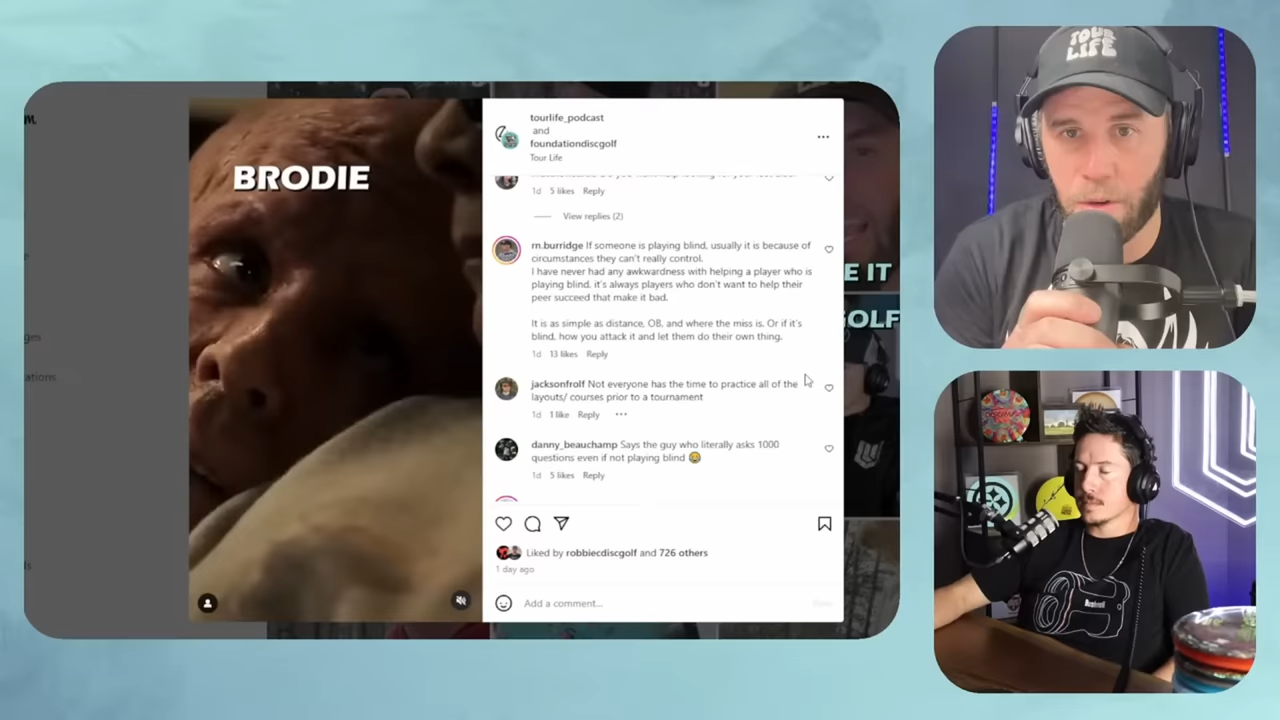 BRODIE
tourlife_podcast
and
foundationdiscgolf
Tour Life
1d 5 likes Reply
View replies (2)
rn.burridge If someone is playing blind, usually it is because of
circumstances they can't really control.
I have never had any awkwardness with helping a player who is
playing blind, it's always players who don't want to help their
peer succeed that make it bad.
It is as simple as distance, OB, and where the miss is. Or if it's
blind, how you attack it and let them do their own thing.
1d 13 likes Reply
jacksonfrolf Not everyone has the time to practice all of the
layouts/ courses prior to a tournament
1d 1 like Reply
danny_beauchamp Says the guy who literally asks 1000
questions even if not playing blind 😂
1d 5 likes Reply
Liked by robbiecdiscgolf and 726 others
1 day ago
Add a comment...
E IT
GOLF
TOUR
LIFE